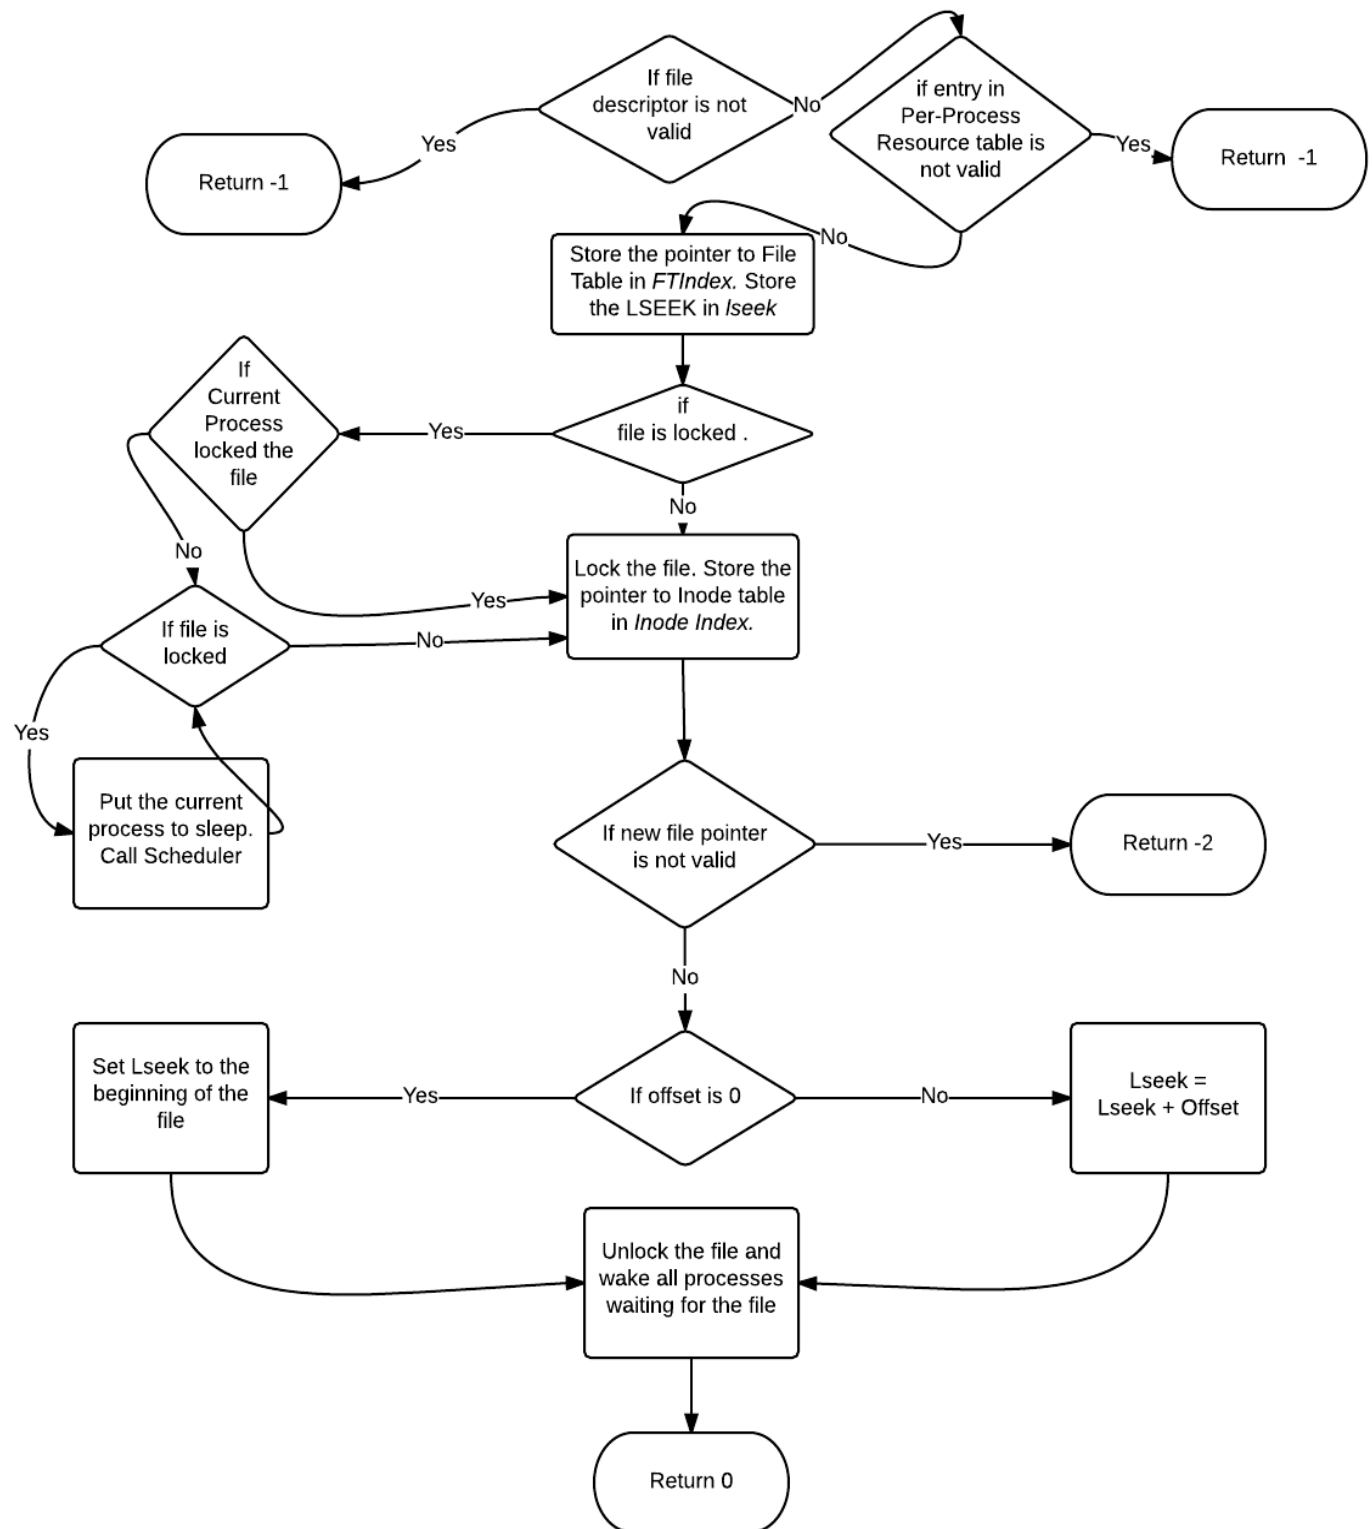 If file
descriptor is not
valid
No
if entry in
Per-Process
Resource table is
not valid
Yes
Return -1
Yes
Return  -1
No
Store the pointer to File
Table in FTIndex. Store
the LSEEK in lseek
If
Current
Process
locked the
file
Yes
if
file is locked .
No
No
Lock the file. Store the
pointer to Inode table
in Inode Index.
Yes
If file is
locked
No
Yes
Put the current
process to sleep.
Call Scheduler
If new file pointer
is not valid
Yes
Return -2
No
Set Lseek to the
beginning of the
file
Yes
If offset is 0
No
Lseek =
Lseek + Offset
Unlock the file and
wake all processes
waiting for the file
Return 0